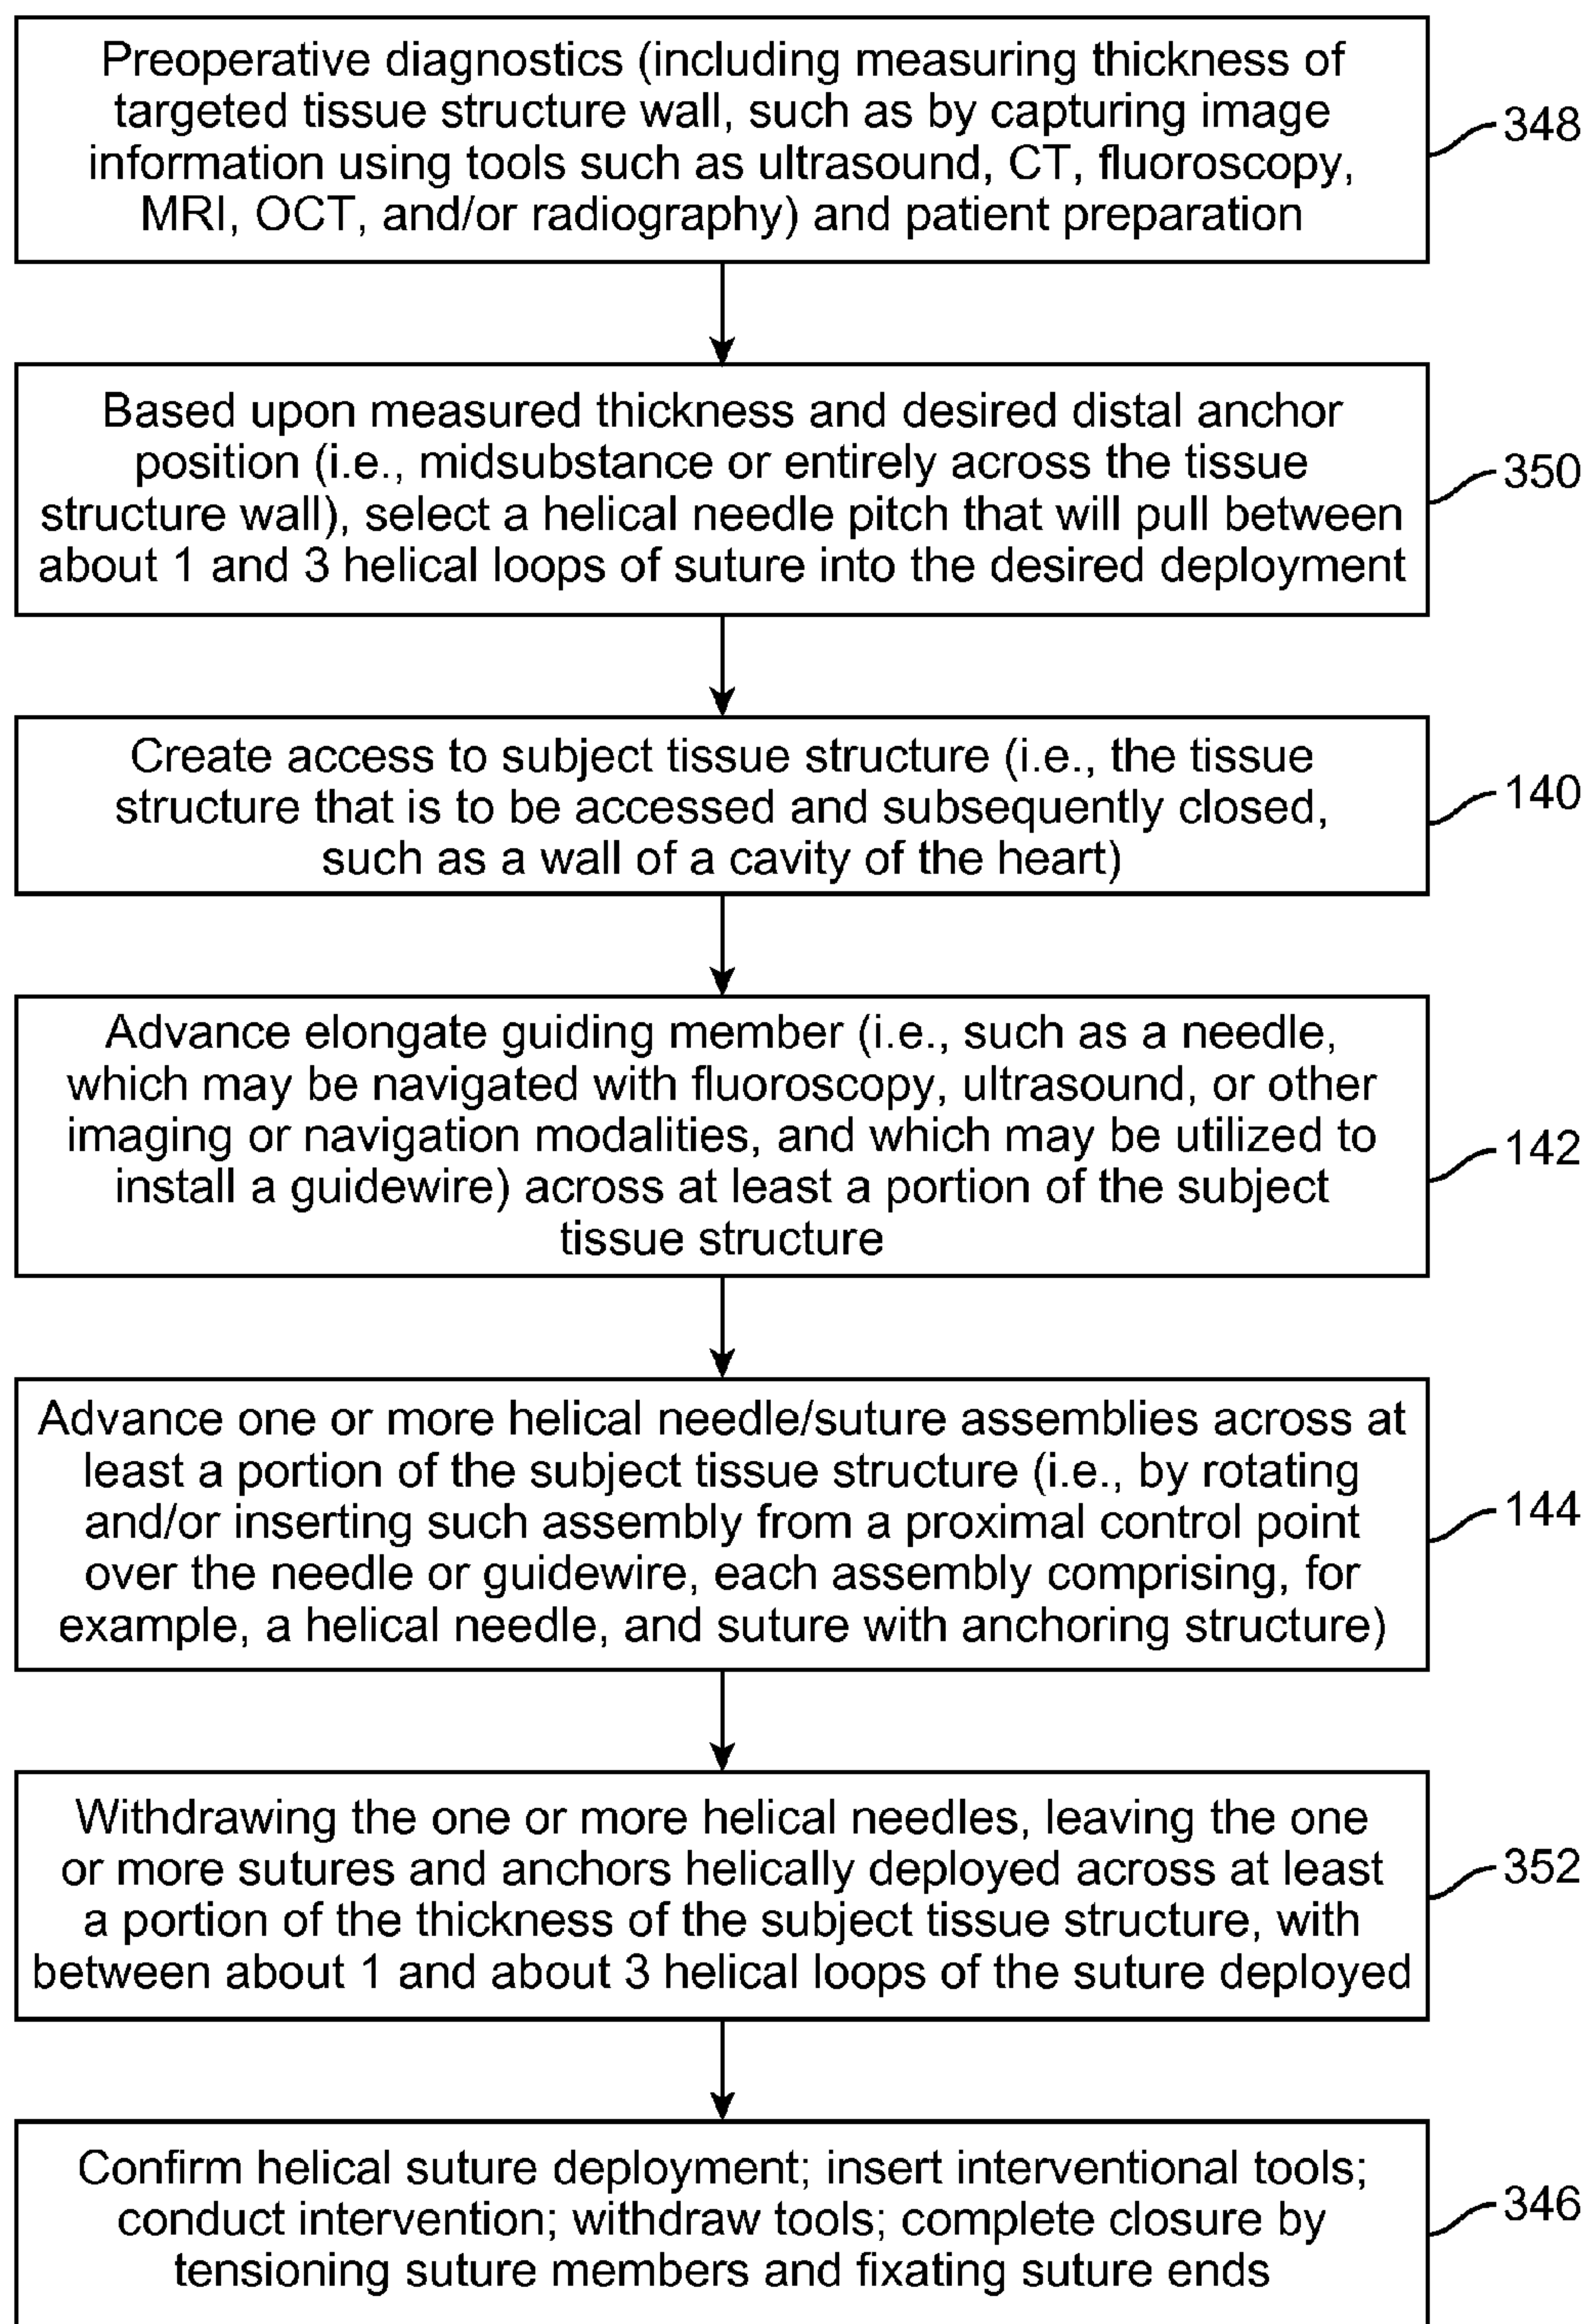 Preoperative diagnostics (including measuring thickness of
targeted tissue structure wall, such as by capturing image
information using tools such as ultrasound, CT, fluoroscopy,
MRI, OCT, and/or radiography) and patient preparation
348
Based upon measured thickness and desired distal anchor
position (i.e., midsubstance or entirely across the tissue
structure wall), select a helical needle pitch that will pull between
about 1 and 3 helical loops of suture into the desired deployment
350
Create access to subject tissue structure (i.e., the tissue
structure that is to be accessed and subsequently closed,
such as a wall of a cavity of the heart)
140
Advance elongate guiding member (i.e., such as a needle,
which may be navigated with fluoroscopy, ultrasound, or other
imaging or navigation modalities, and which may be utilized to
install a guidewire) across at least a portion of the subject
tissue structure
142
Advance one or more helical needle/suture assemblies across at
least a portion of the subject tissue structure (i.e., by rotating
and/or inserting such assembly from a proximal control point
over the needle or guidewire, each assembly comprising, for
example, a helical needle, and suture with anchoring structure)
144
Withdrawing the one or more helical needles, leaving the one
or more sutures and anchors helically deployed across at least
a portion of the thickness of the subject tissue structure, with
between about 1 and about 3 helical loops of the suture deployed
352
Confirm helical suture deployment; insert interventional tools;
conduct intervention; withdraw tools; complete closure by
tensioning suture members and fixating suture ends
346